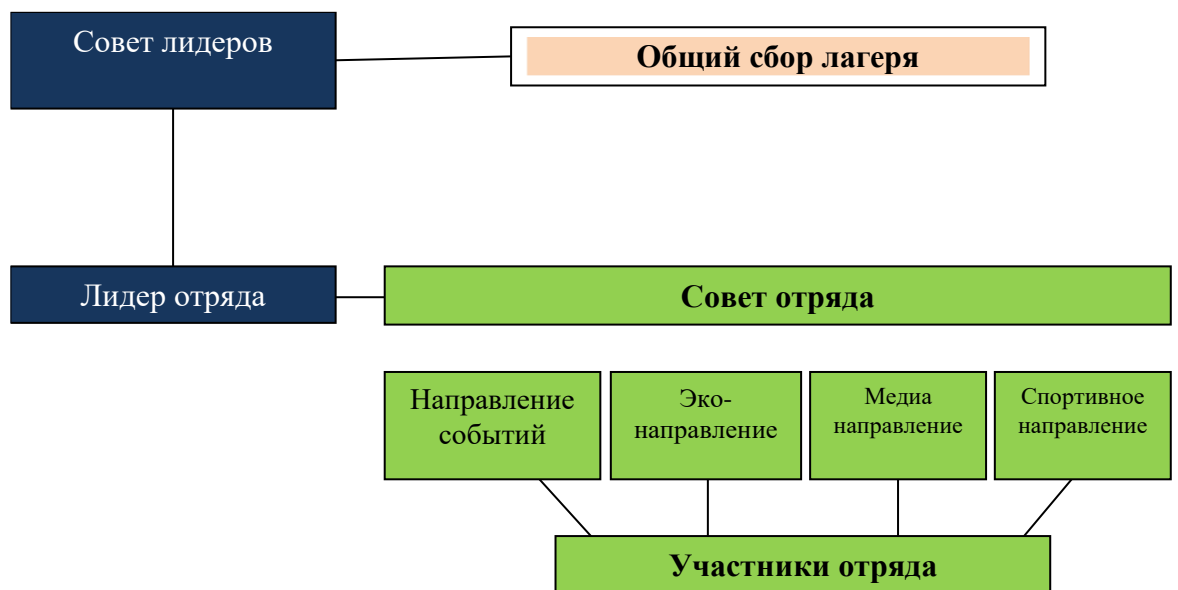 Совет лидеров
Общий сбор лагеря
Лидер отряда
Совет отряда
Направление
событий
Эко-
направление
Медиа
направление
Спортивное
направление
Участники отряда